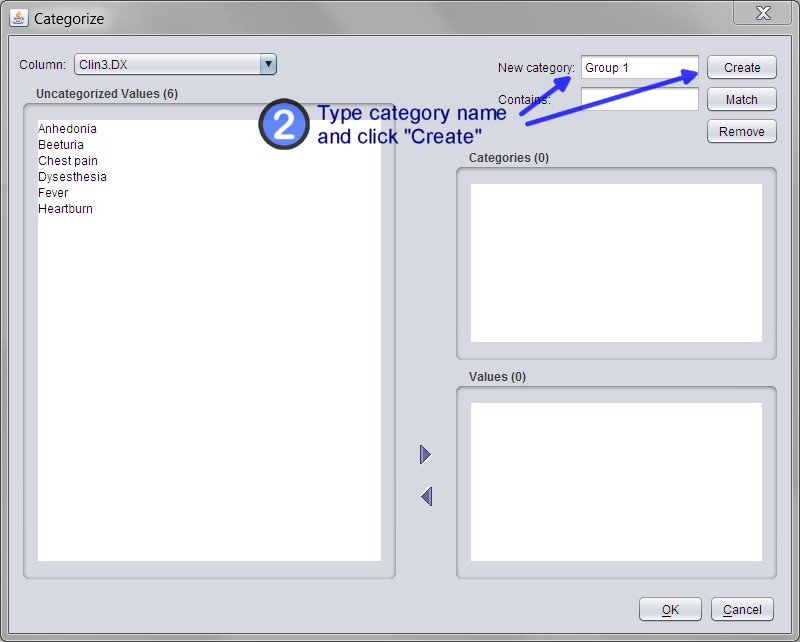 Categorize
Column: Clin3.DX
New category: Group 1 Create
Contains: Match
Remove
Uncategorized Values (6)
2 Type category name
and click "Create"
Anhedonia
Beeturia
Chest pain
Dysesthesia
Fever
Heartburn
Categories (0)
Values (0)
OK Cancel